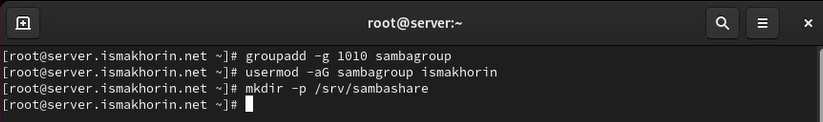 root@server:~
[root@server.ismakhorin.net ~]# groupadd -g 1010 sambagroup
[root@server.ismakhorin.net ~]# usermod -aG sambagroup ismakhorin
[root@server.ismakhorin.net ~]# mkdir -p /srv/sambashare
[root@server.ismakhorin.net ~]#